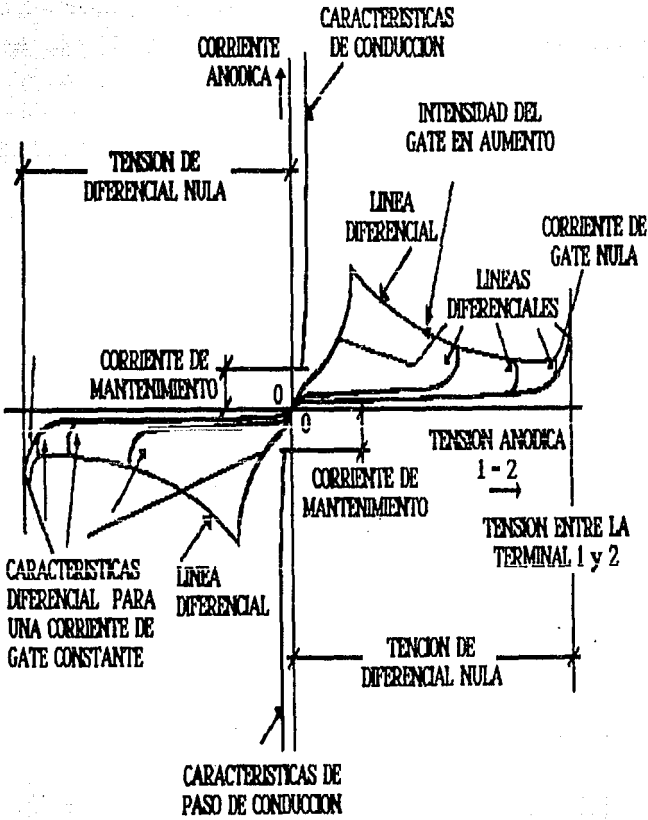 CARACTERISTICAS
DE CONDUCCION
CORRIENTE
ANODICA
INTENSIDAD DEL
GATE EN AUMENTO
TENSION DE
DIFERENCIAL NULA
LINEA
DIFERENCIAL
CORRIENTE DE
GATE NULA
LINEAS
DIFERENCIALES
CORRIENTE DE
MANTENIMIENTO
0
0
TENSION ANODICA
1 - 2
CORRIENTE DE
MANTENIMIENTO
TENSION ENTRE LA
TERMINAL 1 y 2
CARACTERISTICAS
DIFERENCIAL PARA
UNA CORRIENTE DE
GATE CONSTANTE
LINEA
DIFERENCIAL
TENCION DE
DIFERENCIAL NULA
CARACTERISTICAS DE
PASO DE CONDUCCION